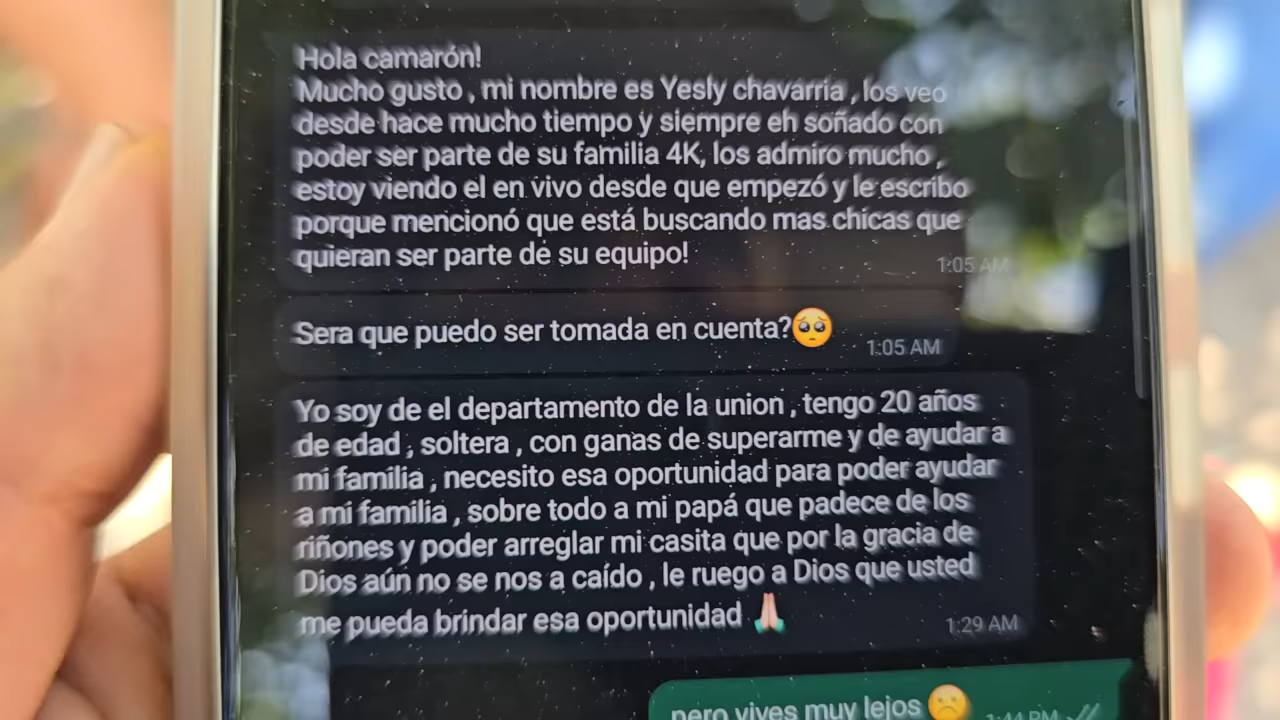 Hola camarón!
Mucho gusto , mi nombre es Yesly chavarria , los veo
desde hace mucho tiempo y siempre eh soñado con
poder ser parte de su familia 4K, los admiro mucho ,
estoy viendo el en vivo desde que empezó y le escribo
porque mencionó que está buscando mas chicas que
quieran ser parte de su equipo!
1:05 AM
Sera que puedo ser tomada en cuenta?🥺
1:05 AM
Yo soy de el departamento de la union , tengo 20 años
de edad , soltera , con ganas de superarme y de ayudar a
mi familia , necesito esa oportunidad para poder ayudar
a mi familia , sobre todo a mi papá que padece de los
riñones y poder arreglar mi casita que por la gracia de
Dios aún no se nos a caído , le ruego a Dios que usted
me pueda brindar esa oportunidad 🙏🏻
1:29 AM
pero vives muy lejos ☹️
1:44 PM